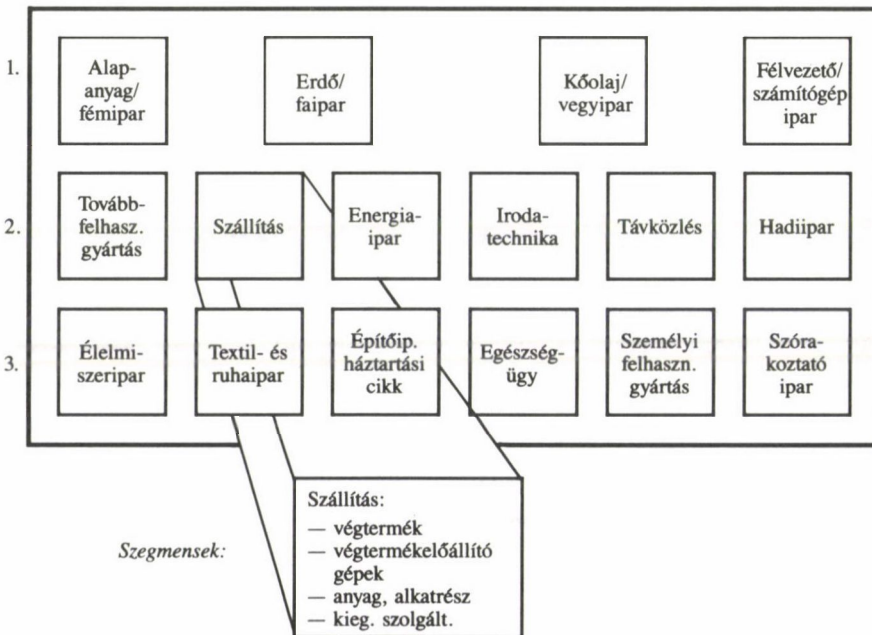 1.
Alap-
anyag/
fémipar
Erdő/
faipar
Kőolaj/
vegyipar
Félvezető/
számítógép
ipar
2.
Tovább-
felhasz.
gyártás
Szállítás
Energia-
ipar
Iroda-
technika
Távközlés
Hadiipar
3.
Élelmi-
szeripar
Textil- és
ruhaipar
Építőip.
háztartási
cikk
Egészség-
ügy
Személyi
felhaszn.
gyártás
Szóra-
koztató
ipar
Szegmensek:
Szállítás:
— végtermék
— végtermékelőállító
gépek
— anyag, alkatrész
— kieg. szolgált.